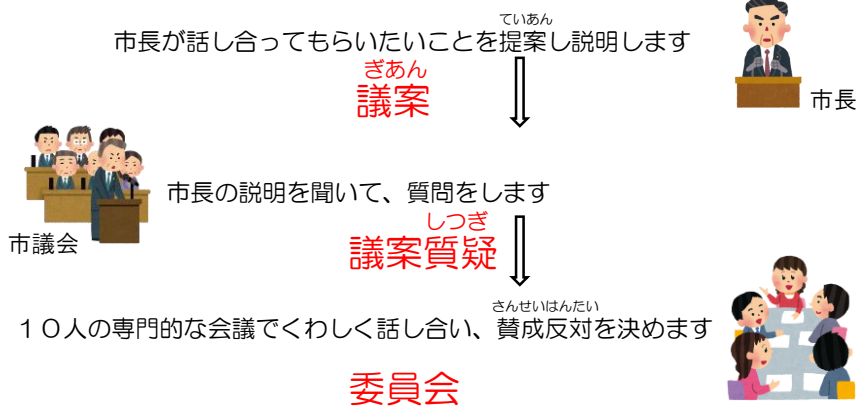 ていあん
市長が話し合ってもらいたいことを提案し説明します
ぎあん
議案
市長
市長の説明を聞いて、質問をします
しつぎ
議案質疑
市議会
さんせいはんたい
１０人の専門的な会議でくわしく話し合い、賛成反対を決めます
委員会